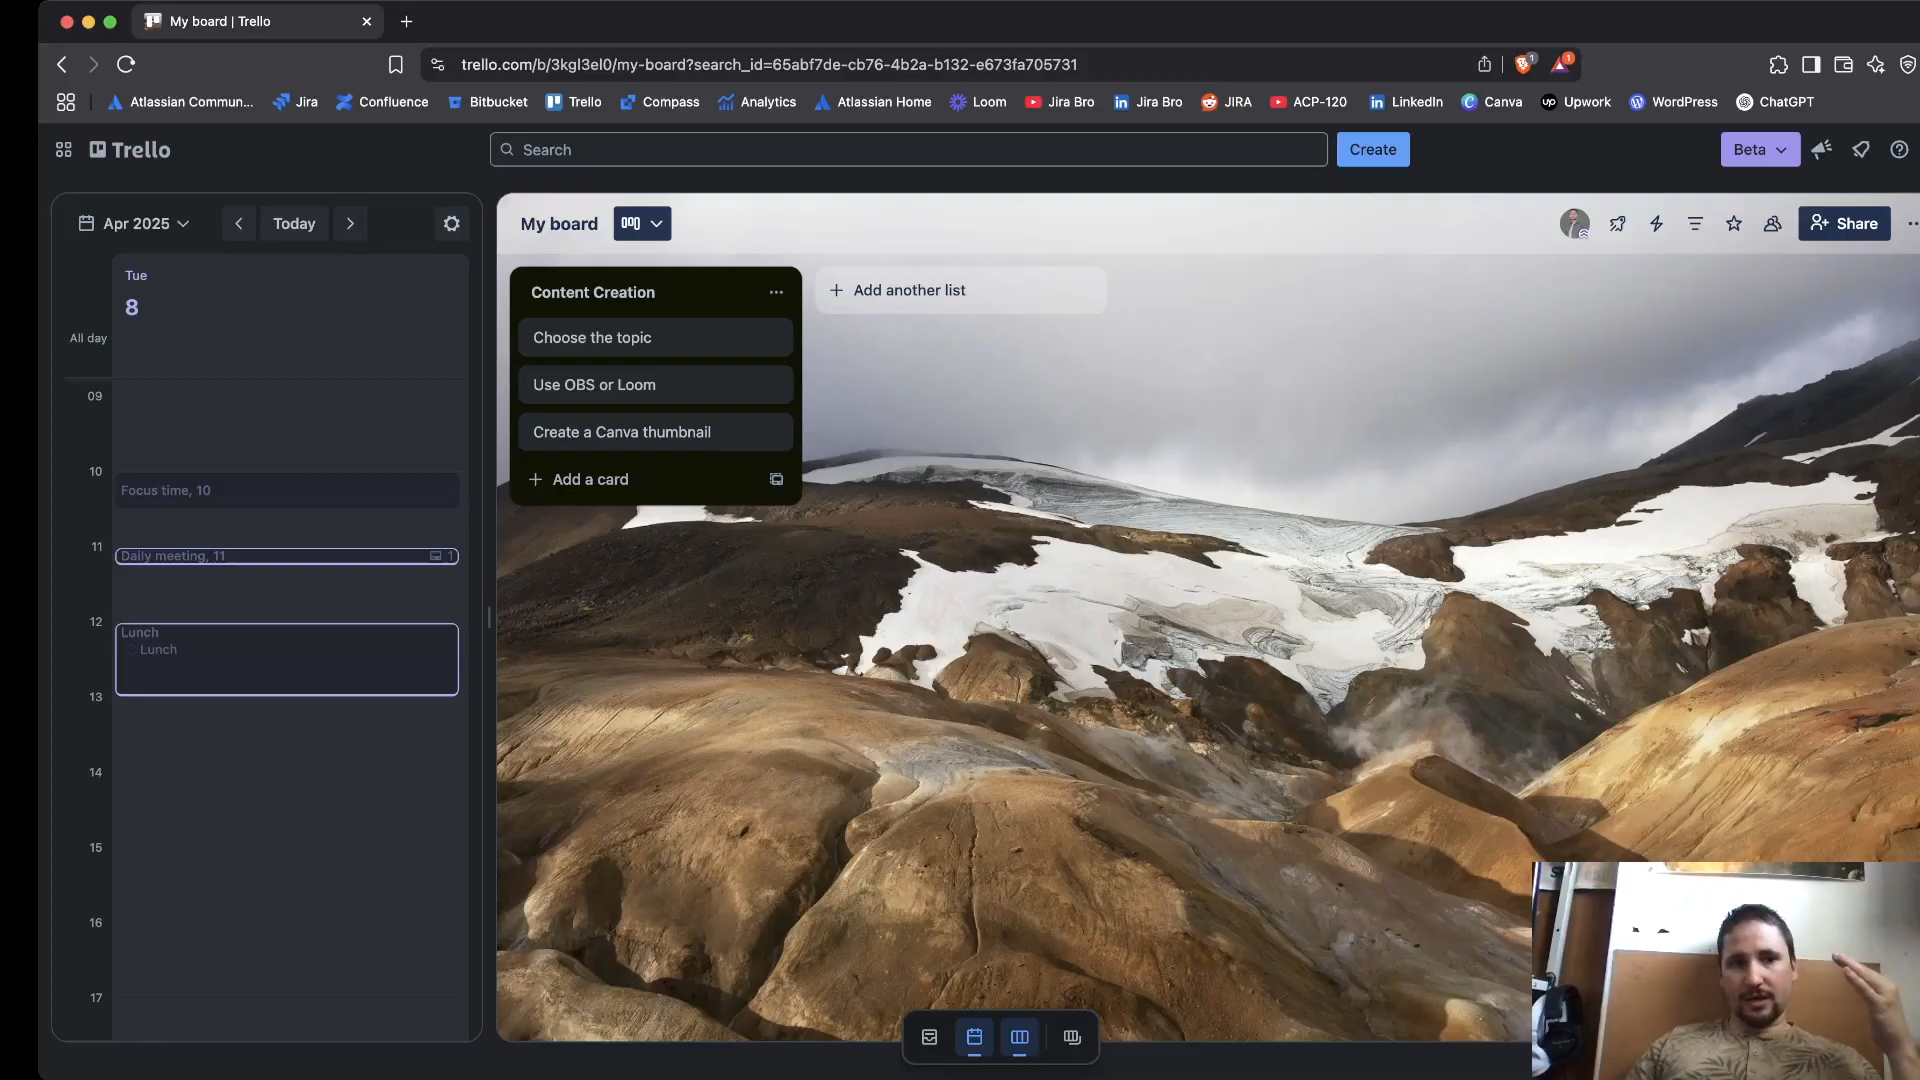 My board | Trello
trello.com/b/3kgl3el0/my-board?search_id=65abf7de-cb76-4b2a-b132-e673fa705731
1
1
Atlassian Commun...
Jira
Confluence
Bitbucket
Trello
Compass
Analytics
Atlassian Home
Loom
Jira Bro
Jira Bro
JIRA
ACP-120
LinkedIn
Canva
Upwork
WordPress
ChatGPT
Trello
Search
Create
Beta
Apr 2025
Today
My board
Share
Tue
8
All day
09
10
Focus time, 10
11
Daily meeting, 11
1
12
Lunch
Lunch
13
14
15
16
17
Content Creation
Choose the topic
Use OBS or Loom
Create a Canva thumbnail
Add a card
Add another list